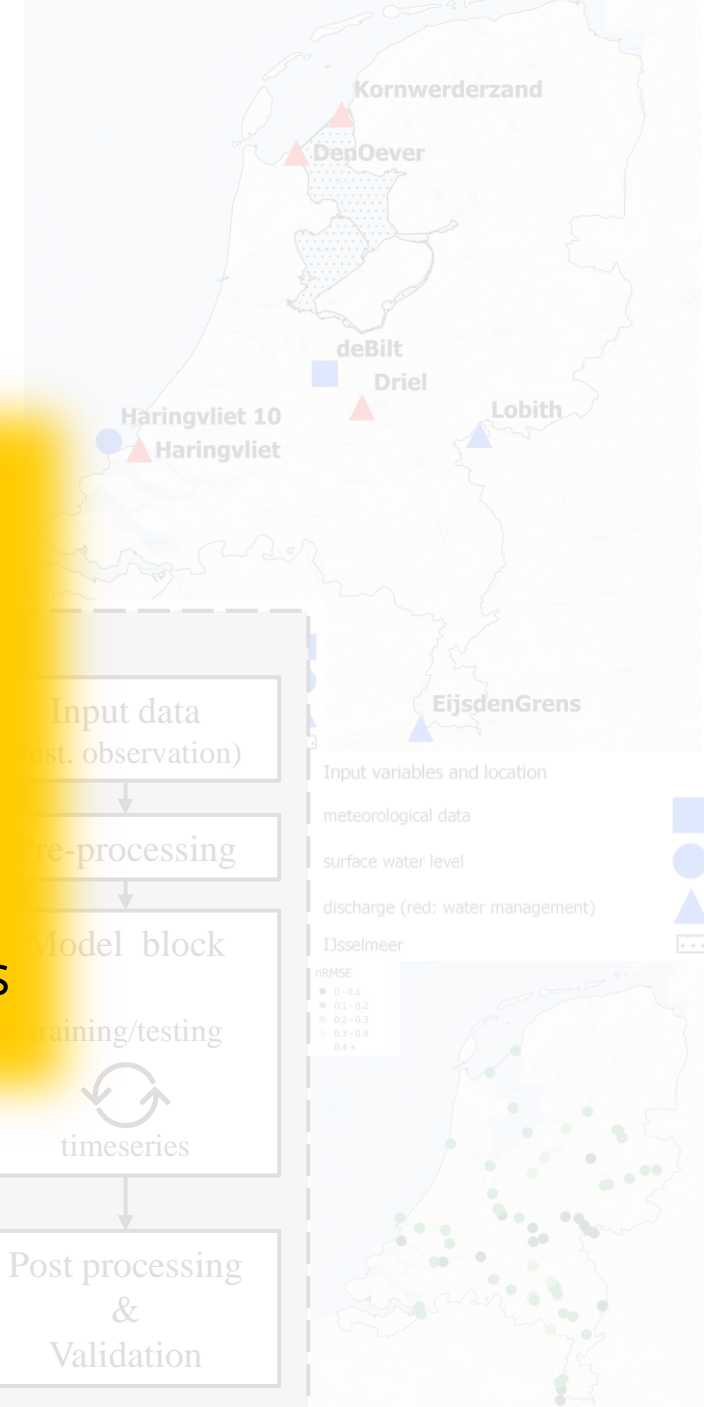 Kornwerderzand
DenOever
deBilt
Driel
Lobith
Haringvliet 10
Haringvliet
EijsdenGrens
Input data
hist. observation)
Pre-processing
Model block
s
training/testing
timeseries
Post processing
&
Validation
Input variables and location
meteorological data
surface water level
discharge (red: water management)
IJsselmeer
nRMSE
0 - 0.1
0.1 - 0.2
0.2 - 0.3
0.3 - 0.4
0.4 +